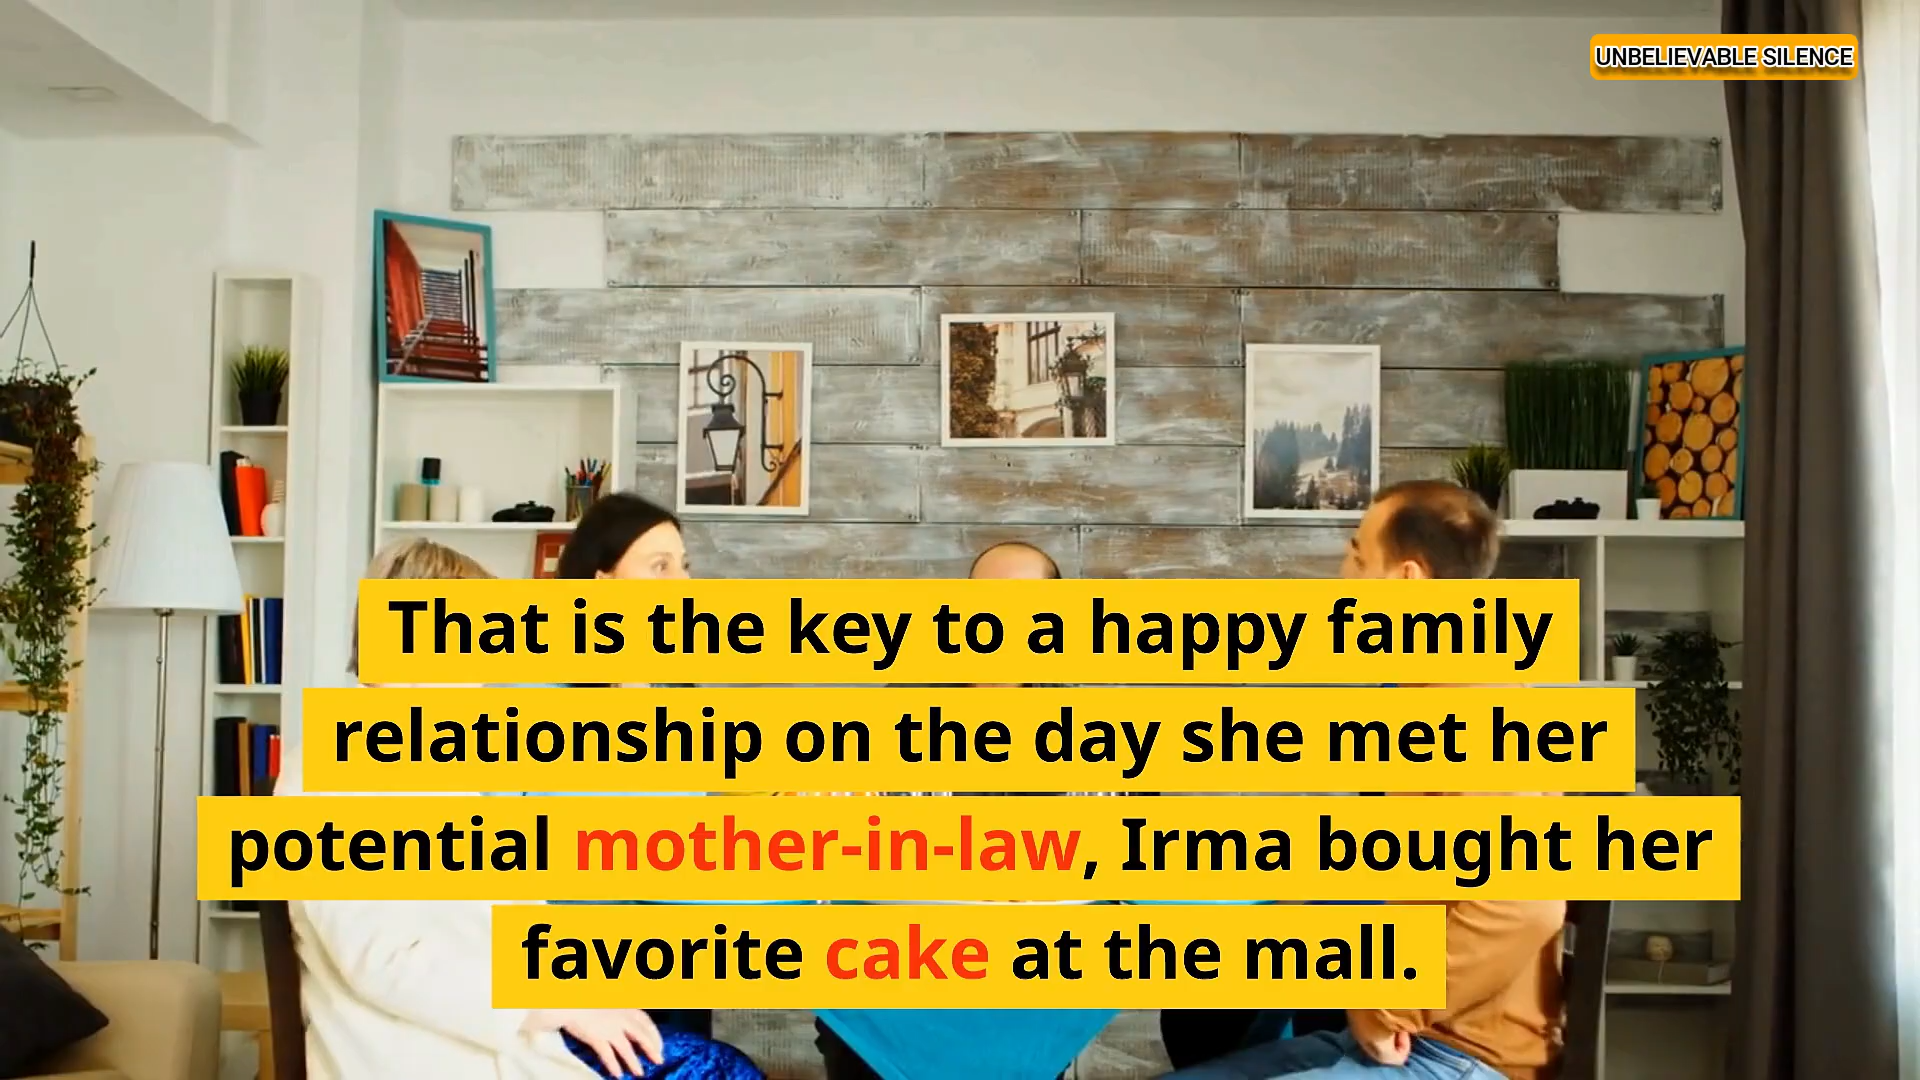 UNBELIEVABLE SILENCE
That is the key to a happy family
relationship on the day she met her
potential mother-in-law, Irma bought her
favorite cake at the mall.